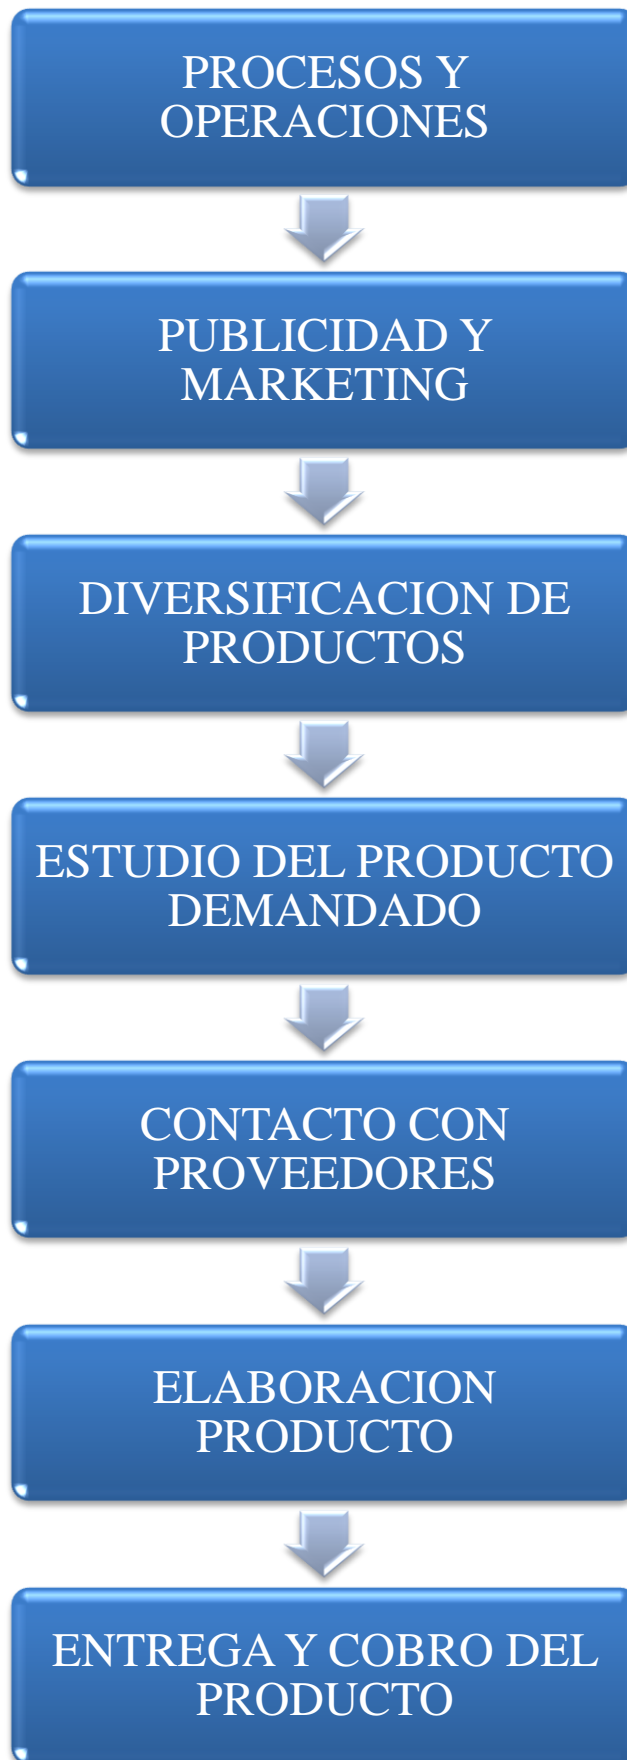 PROCESOS Y
OPERACIONES
PUBLICIDAD Y
MARKETING
DIVERSIFICACION DE
PRODUCTOS
ESTUDIO DEL PRODUCTO
DEMANDADO
CONTACTO CON
PROVEEDORES
ELABORACION
PRODUCTO
ENTREGA Y COBRO DEL
PRODUCTO